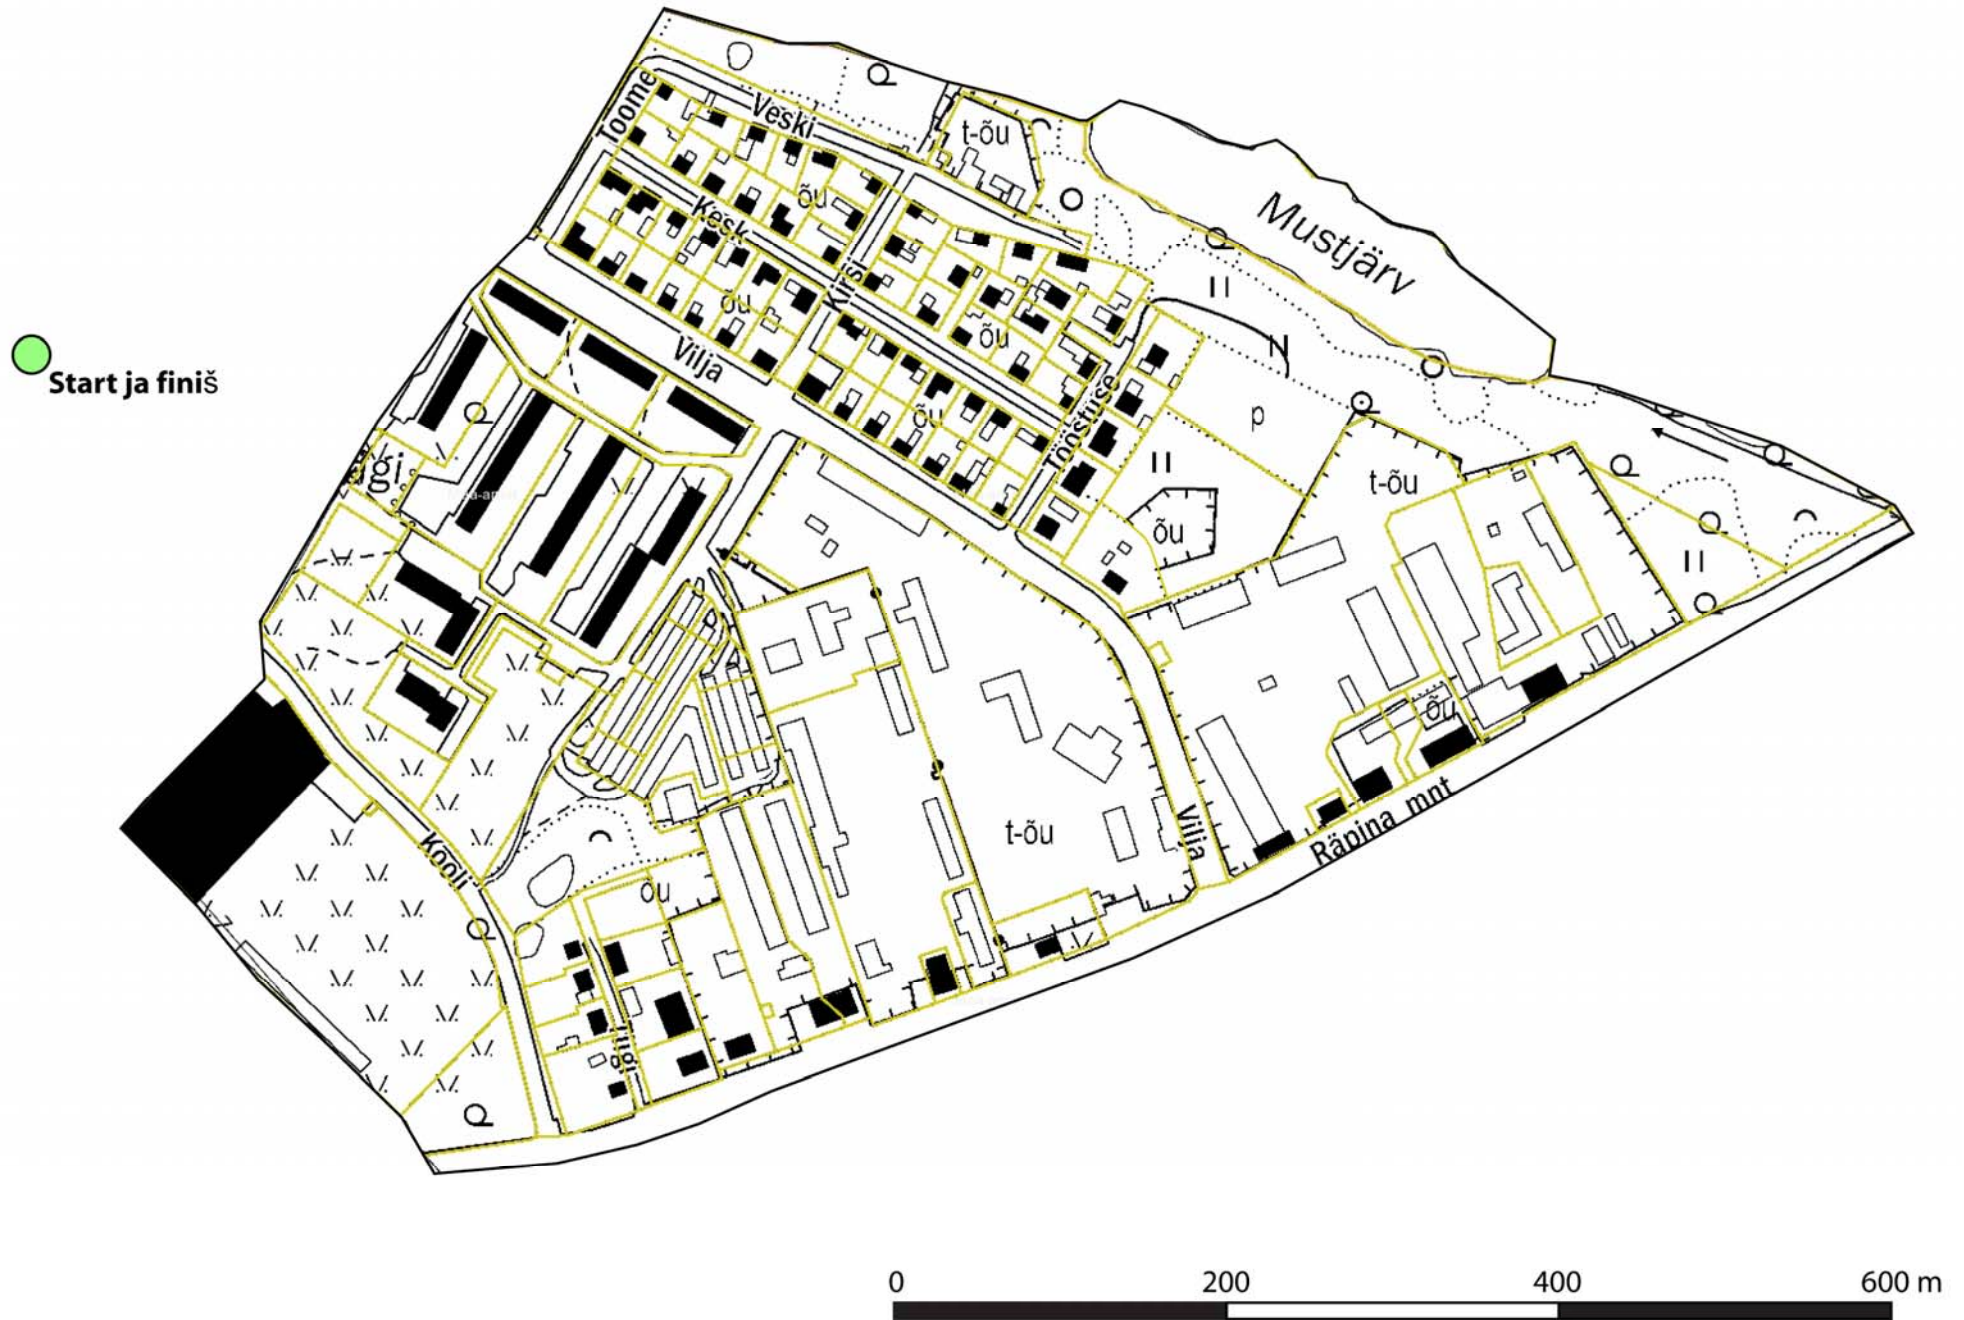 Toome
Veski
t-õu
Mustjärv
õu
Kesk
Kirsi
õu
õu
Vilja
Start ja finiš
p
õu
Tööstuse
t-õu
õu
t-õu
õu
Vilja
Räpina mnt
Kooli
õu
0 200 400 600 m